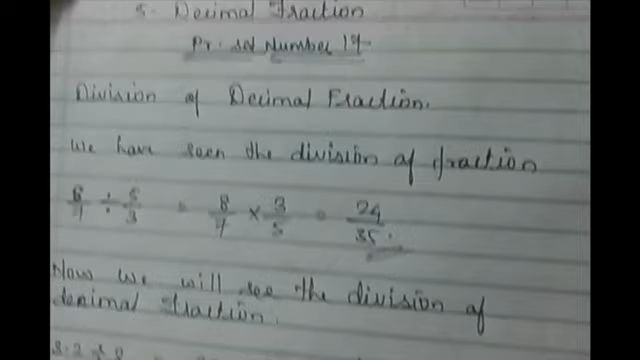 5. Decimal Fraction
Pr. set Number 17
Division of Decimal Fraction.
We have seen the division of fraction
8/7 ÷ 5/3 = 8/7 × 3/5 = 24/35.
Now we will see the division of
decimal fraction.